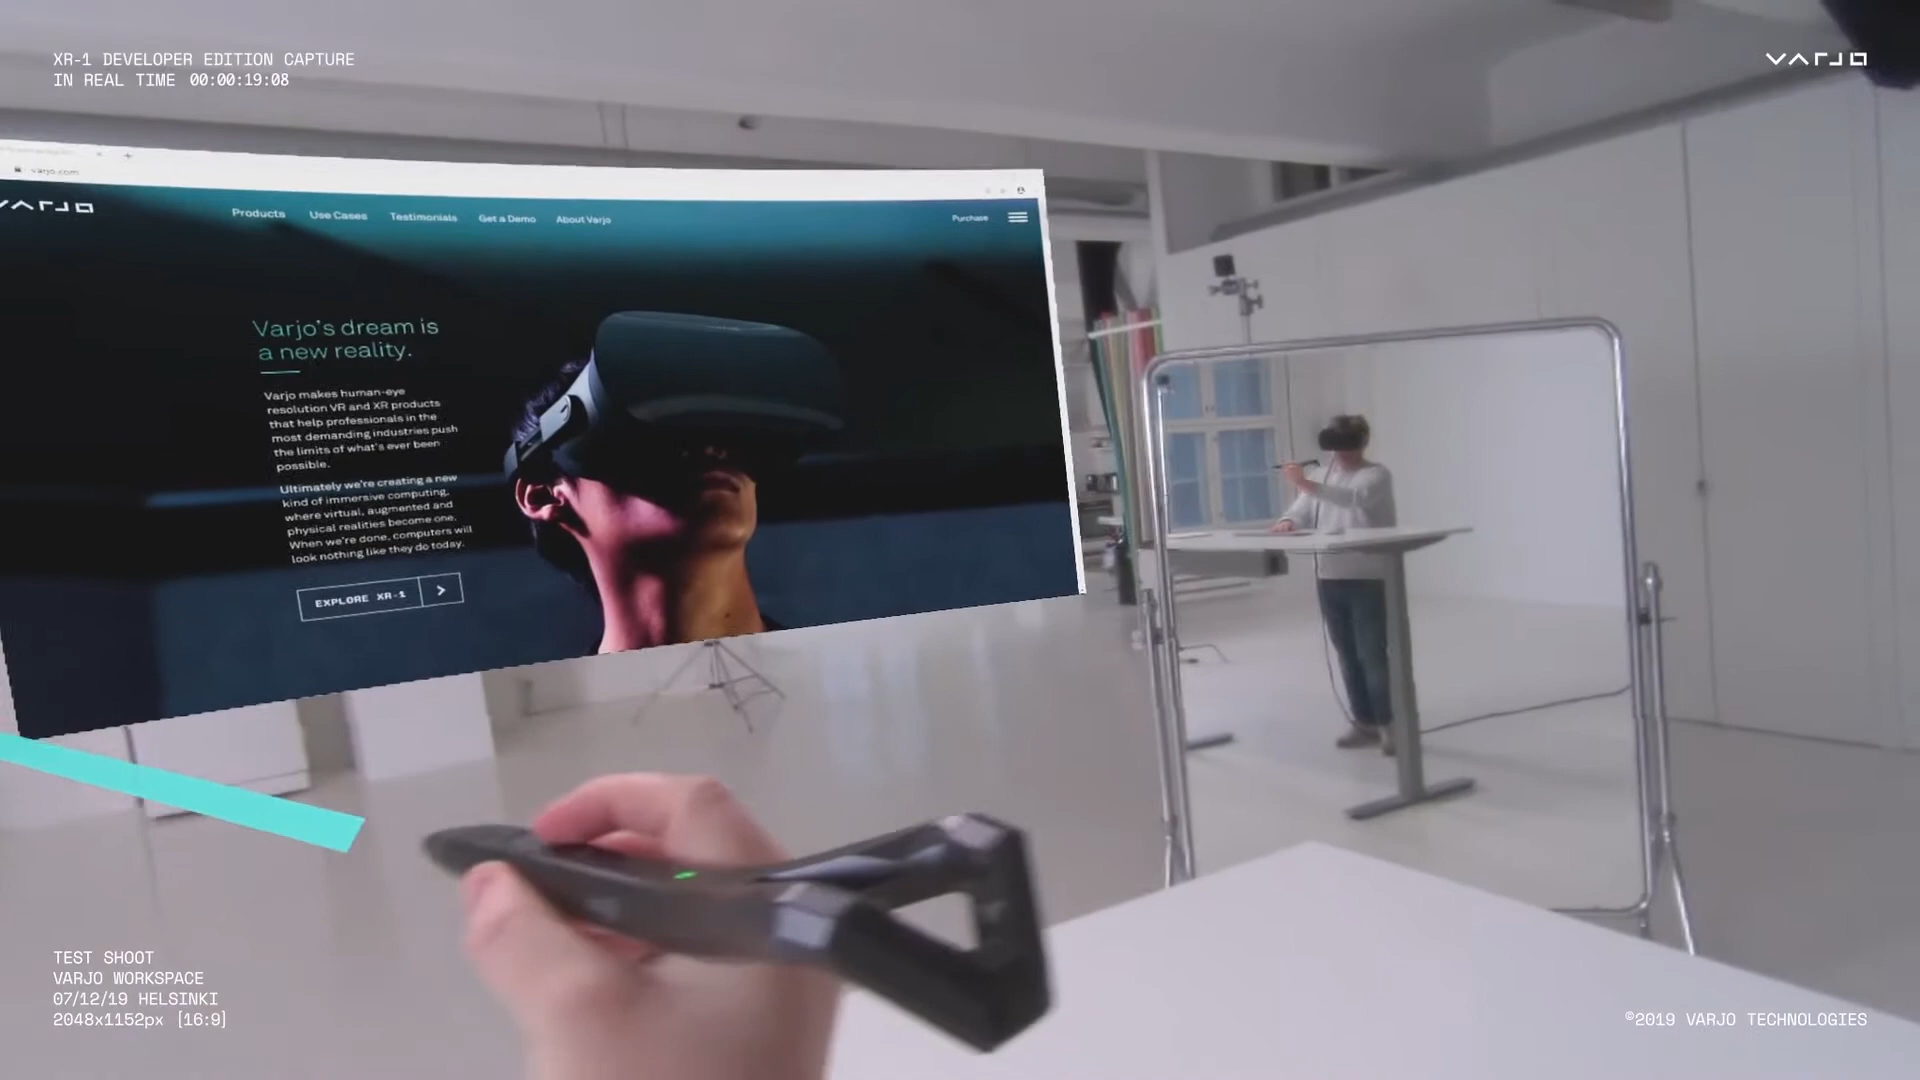 XR-1 DEVELOPER EDITION CAPTURE
IN REAL TIME 00:00:19:08
VARJO
varjo.com
VARJO
Products Use Cases Testimonials Get a Demo About Varjo Purchase
Varjo's dream is
a new reality.
Varjo makes human-eye
resolution VR and XR products
that help professionals in the
most demanding industries push
the limits of what's ever been
possible.
Ultimately we're creating a new
kind of immersive computing,
where virtual, augmented and
physical realities become one.
When we're done, computers will
look nothing like they do today.
EXPLORE XR-1 >
TEST SHOOT
VARJO WORKSPACE
07/12/19 HELSINKI
2048x1152px [16:9]
©2019 VARJO TECHNOLOGIES